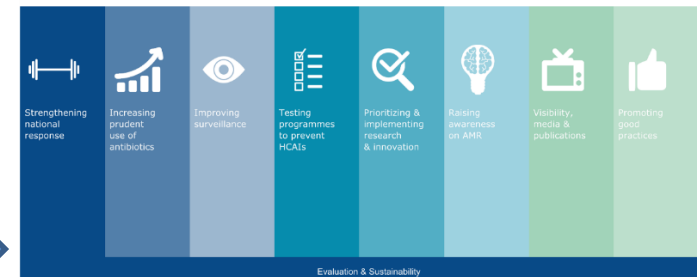 Strengthening
national
response
Increasing
prudent
use of
antibiotics
Improving
surveillance
Testing
programmes
to prevent
HCAIs
Prioritizing &
implementing
research
& innovation
Raising
awareness
on AMR
Visibility,
media &
publications
Promoting
good
practices
Evaluation & Sustainability